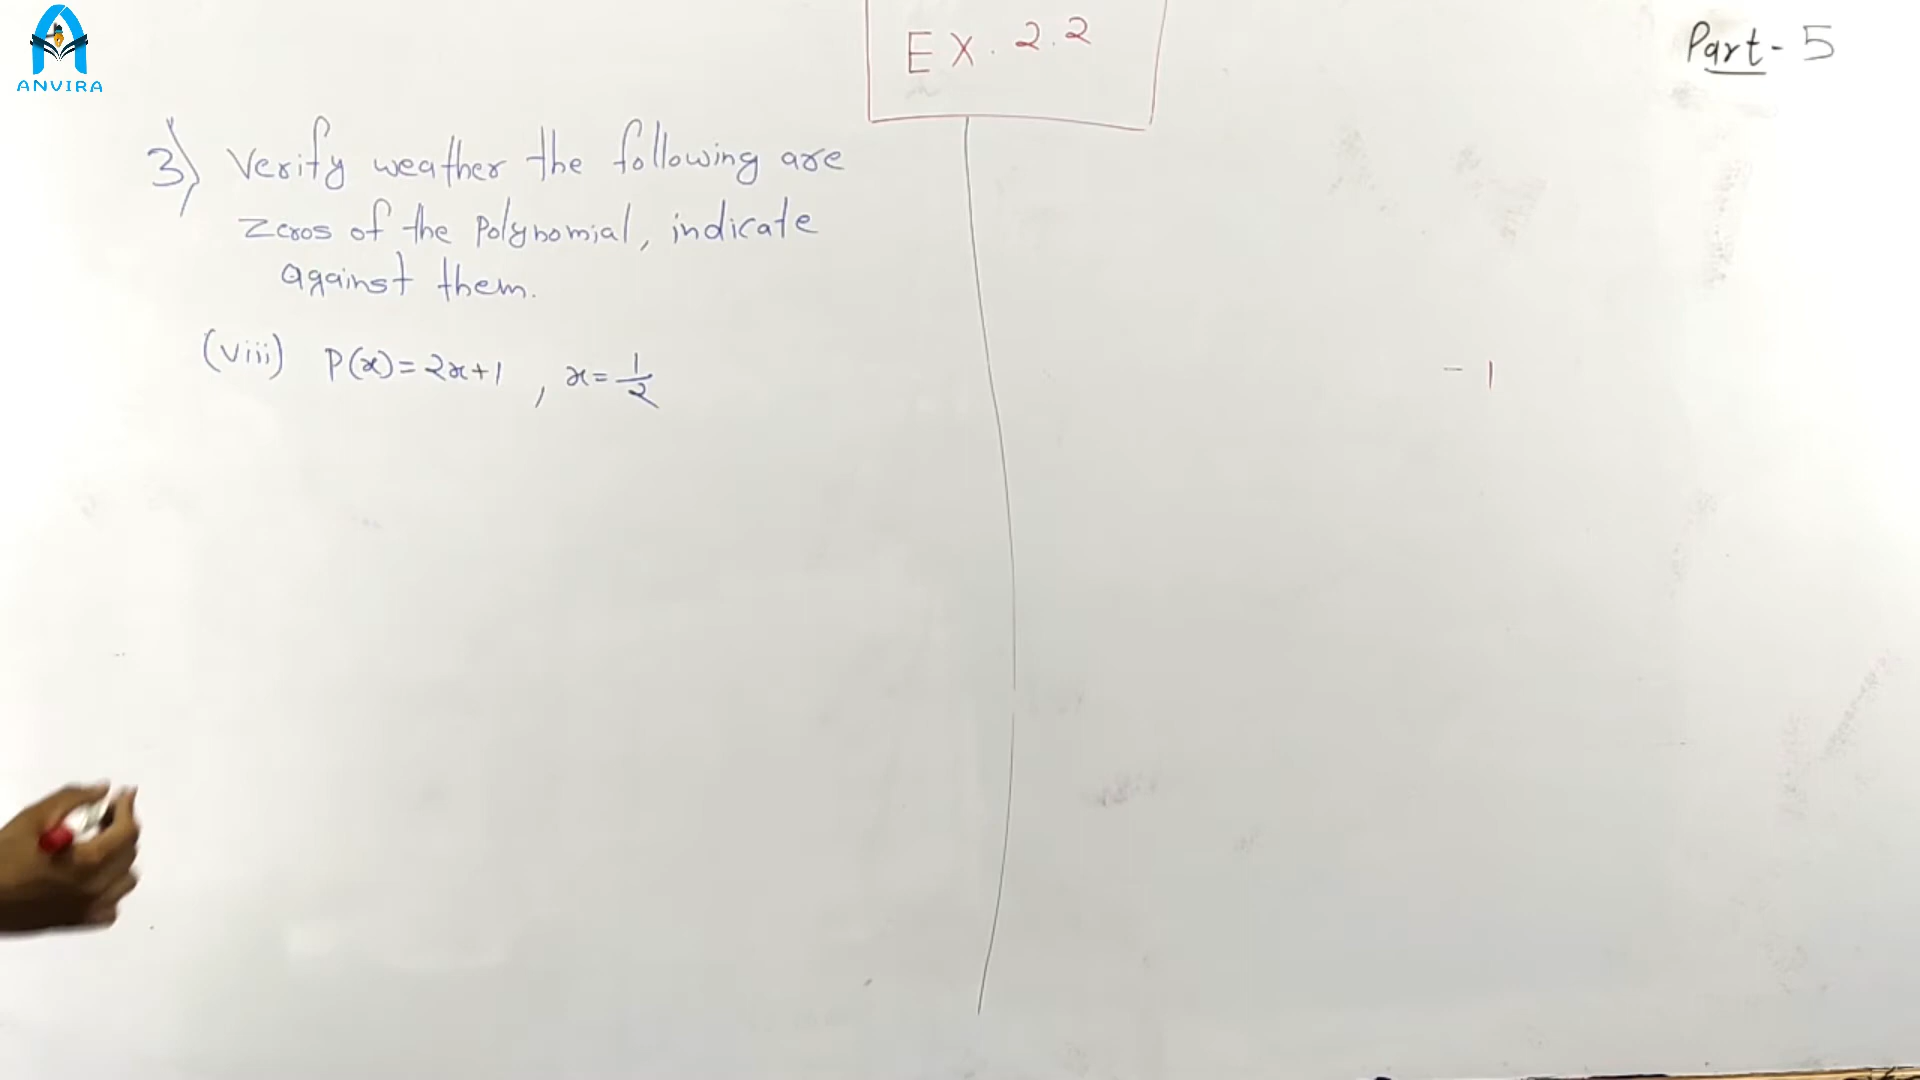 ANVIRA
EX. 2.2
Part - 5
3) Verify weather the following are
zeros of the polynomial, indicate
against them.
(viii) P(x)=2x+1 , x=1/2
- 1